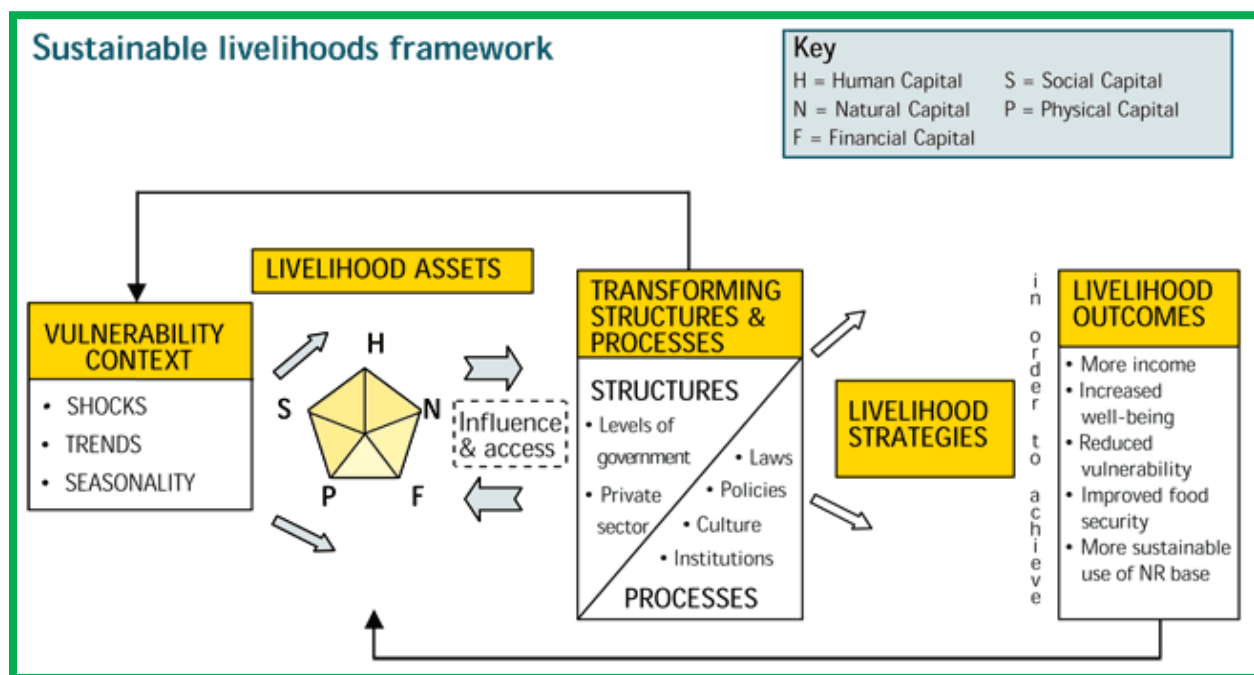 Sustainable livelihoods framework
Key
H = Human Capital S = Social Capital
N = Natural Capital P = Physical Capital
F = Financial Capital
LIVELIHOOD ASSETS
VULNERABILITY
CONTEXT
• SHOCKS
• TRENDS
• SEASONALITY
H
S
N
P
F
Influence
& access
TRANSFORMING
STRUCTURES &
PROCESSES
STRUCTURES
• Levels of
government
• Private
sector
• Laws
• Policies
• Culture
• Institutions
PROCESSES
LIVELIHOOD
STRATEGIES
in order to achieve
LIVELIHOOD
OUTCOMES
• More income
• Increased
well-being
• Reduced
vulnerability
• Improved food
security
• More sustainable
use of NR base